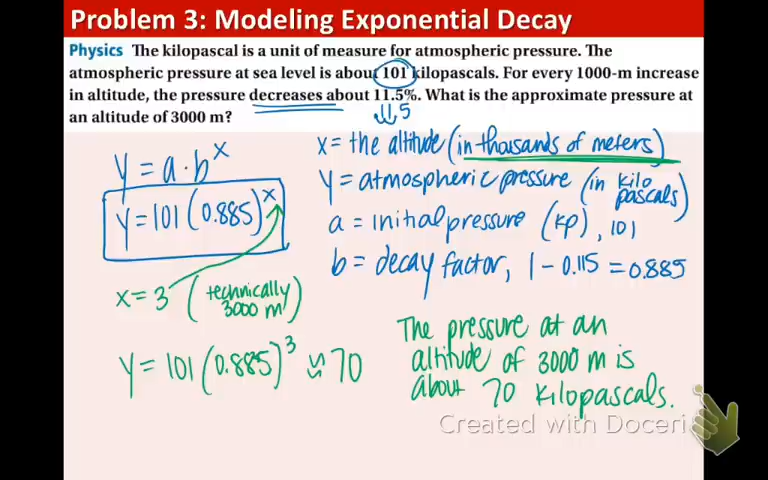 Problem 3: Modeling Exponential Decay
Physics The kilopascal is a unit of measure for atmospheric pressure. The
atmospheric pressure at sea level is about 101 kilopascals. For every 1000-m increase
in altitude, the pressure decreases about 11.5%. What is the approximate pressure at
an altitude of 3000 m?
.115
x = the altitude (in thousands of meters)
y = a · b^x
y = atmospheric pressure (in kilo
pascals)
y = 101 (0.885)^x
a = initial pressure (kp), 101
b = decay factor, 1 - 0.115 = 0.885
x = 3 (technically
3000 m)
y = 101 (0.885)^3 ≈ 70
The pressure at an
altitude of 3000 m is
about 70 kilopascals.
Created with Doceri